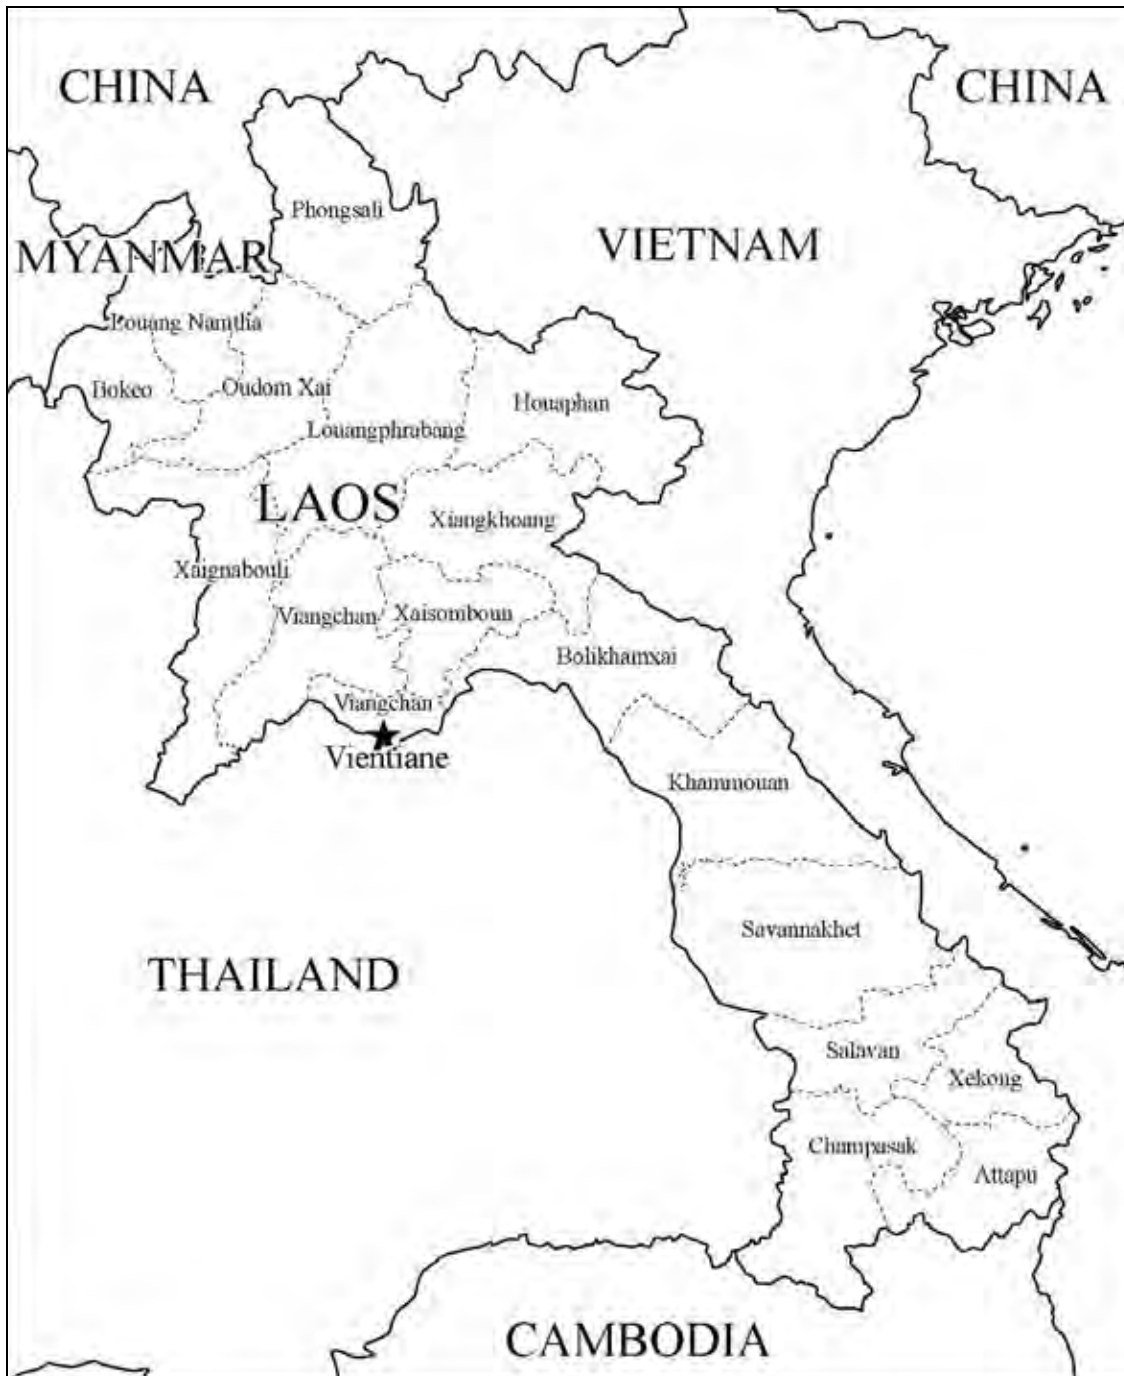 CHINA
CHINA
Phongsali
VIETNAM
MYANMAR
Louang Namtha
Bokeo
Oudom Xai
Houaphan
Louangphrabang
LAOS
Xiangkhoang
Xaignabouli
Viangchan
Xaisomboun
Bolikhamxai
Viangchan
Vientiane
Khammouan
Savannakhet
THAILAND
Salavan
Xekong
Champasak
Attapu
CAMBODIA